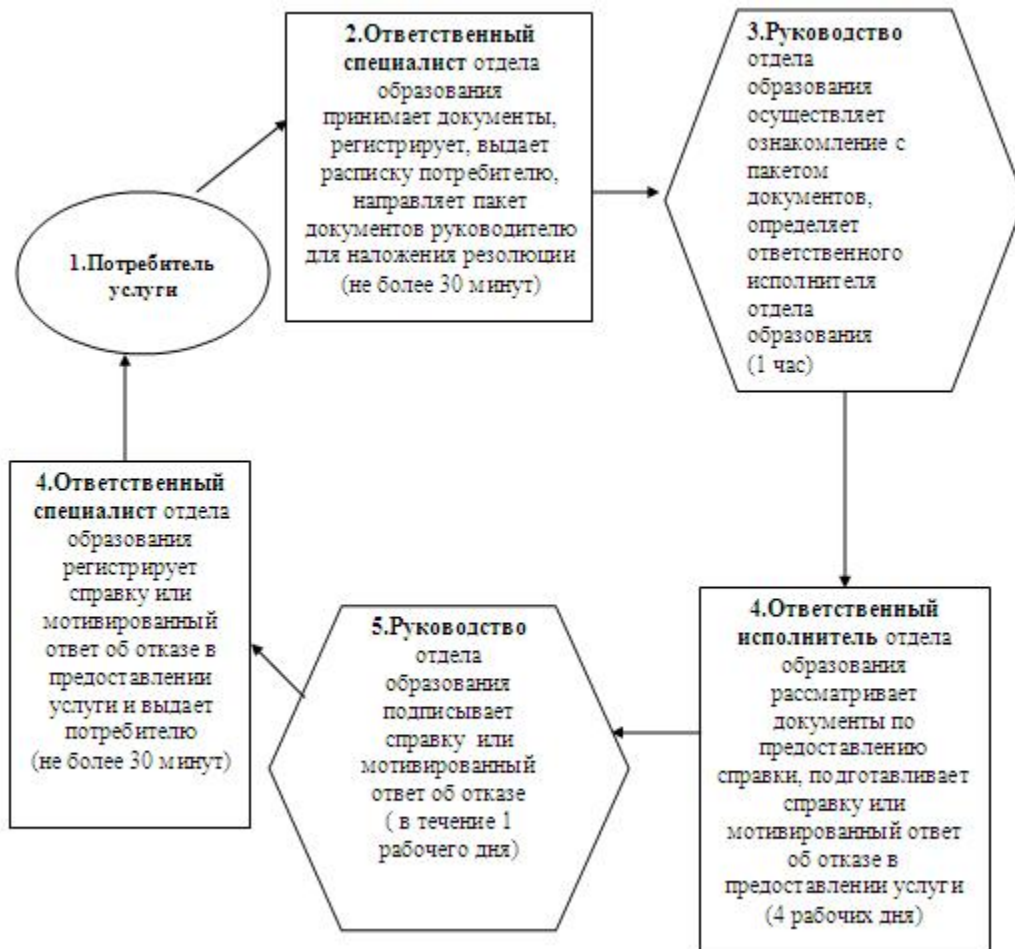 1.Потребитель
услуги
2.Ответственный
специалист отдела
образования
принимает документы,
регистрирует, выдает
расписку потребителю,
направляет пакет
документов руководителю
для наложения резолюции
(не более 30 минут)
3.Руководство
отдела
образования
осуществляет
ознакомление с
пакетом
документов,
определяет
ответственного
исполнителя
отдела
образования
(1 час)
4.Ответственный
исполнитель отдела
образования
рассматривает
документы по
предоставлению
справки, подготавливает
справку или
мотивированный ответ
об отказе в
предоставлении услуги
(4 рабочих дня)
5.Руководство
отдела
образования
подписывает
справку или
мотивированный
ответ об отказе
( в течение 1
рабочего дня)
4.Ответственный
специалист отдела
образования
регистрирует
справку или
мотивированный
ответ об отказе в
предоставлении
услуги и выдает
потребителю
(не более 30 минут)